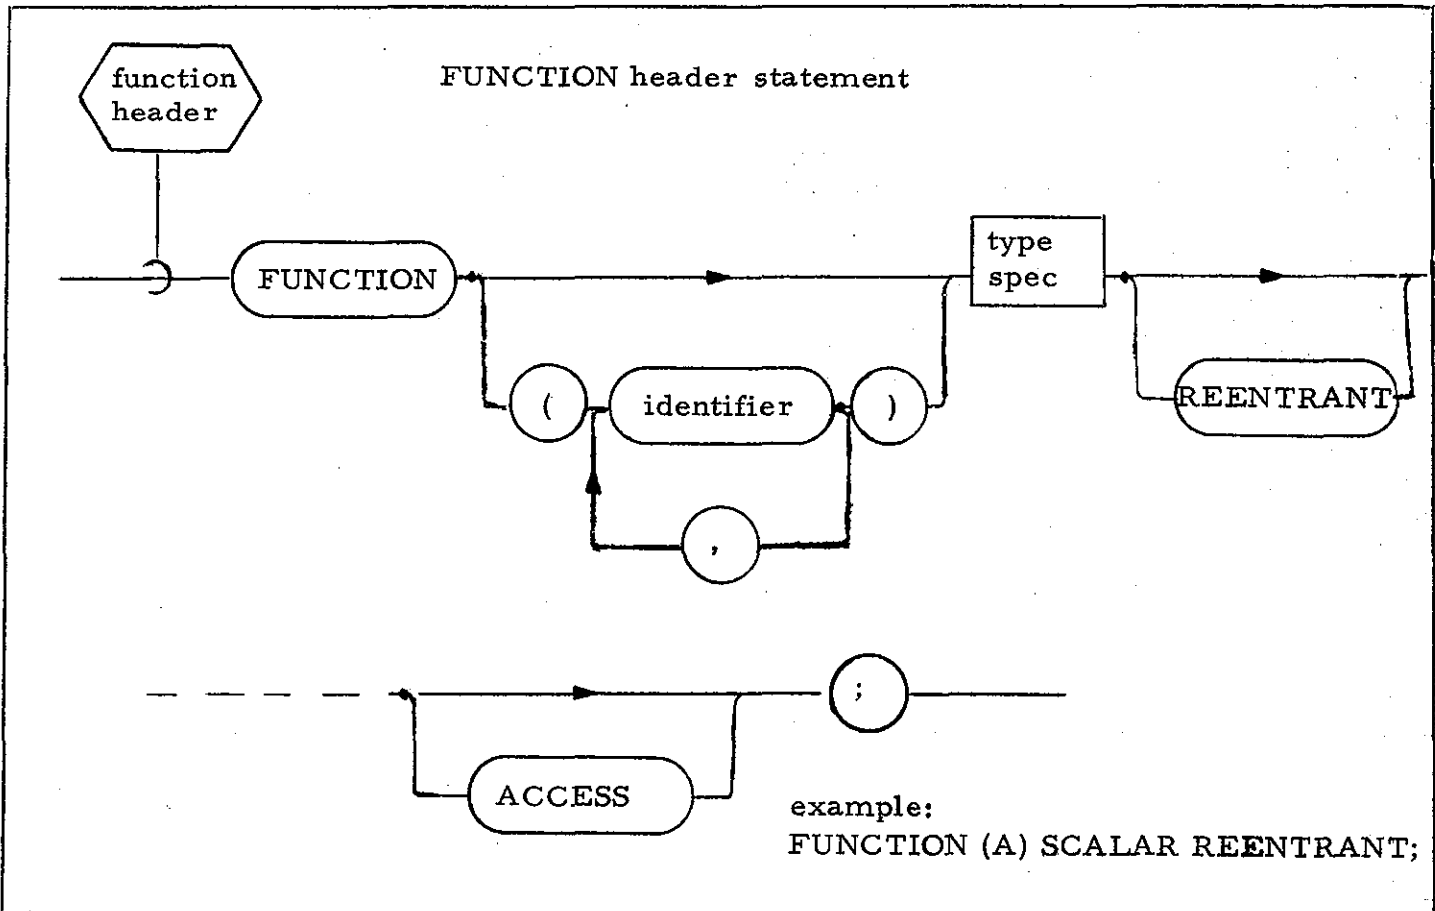 function
header
FUNCTION header statement
FUNCTION
type
spec
(
identifier
)
REENTRANT
,
;
ACCESS
example:
FUNCTION (A) SCALAR REENTRANT;